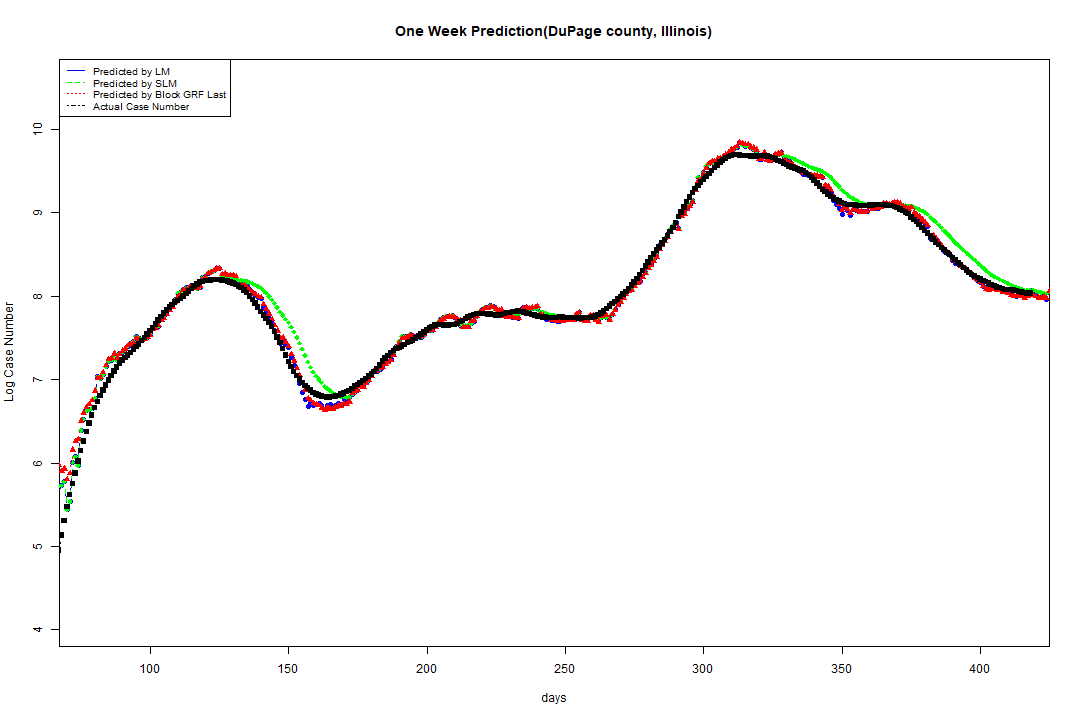 One Week Prediction(DuPage county, Illinois)
Predicted by LM
Predicted by SLM
Predicted by Block GRF Last
Actual Case Number
10
9
8
7
6
5
4
Log Case Number
100 150 200 250 300 350 400
days